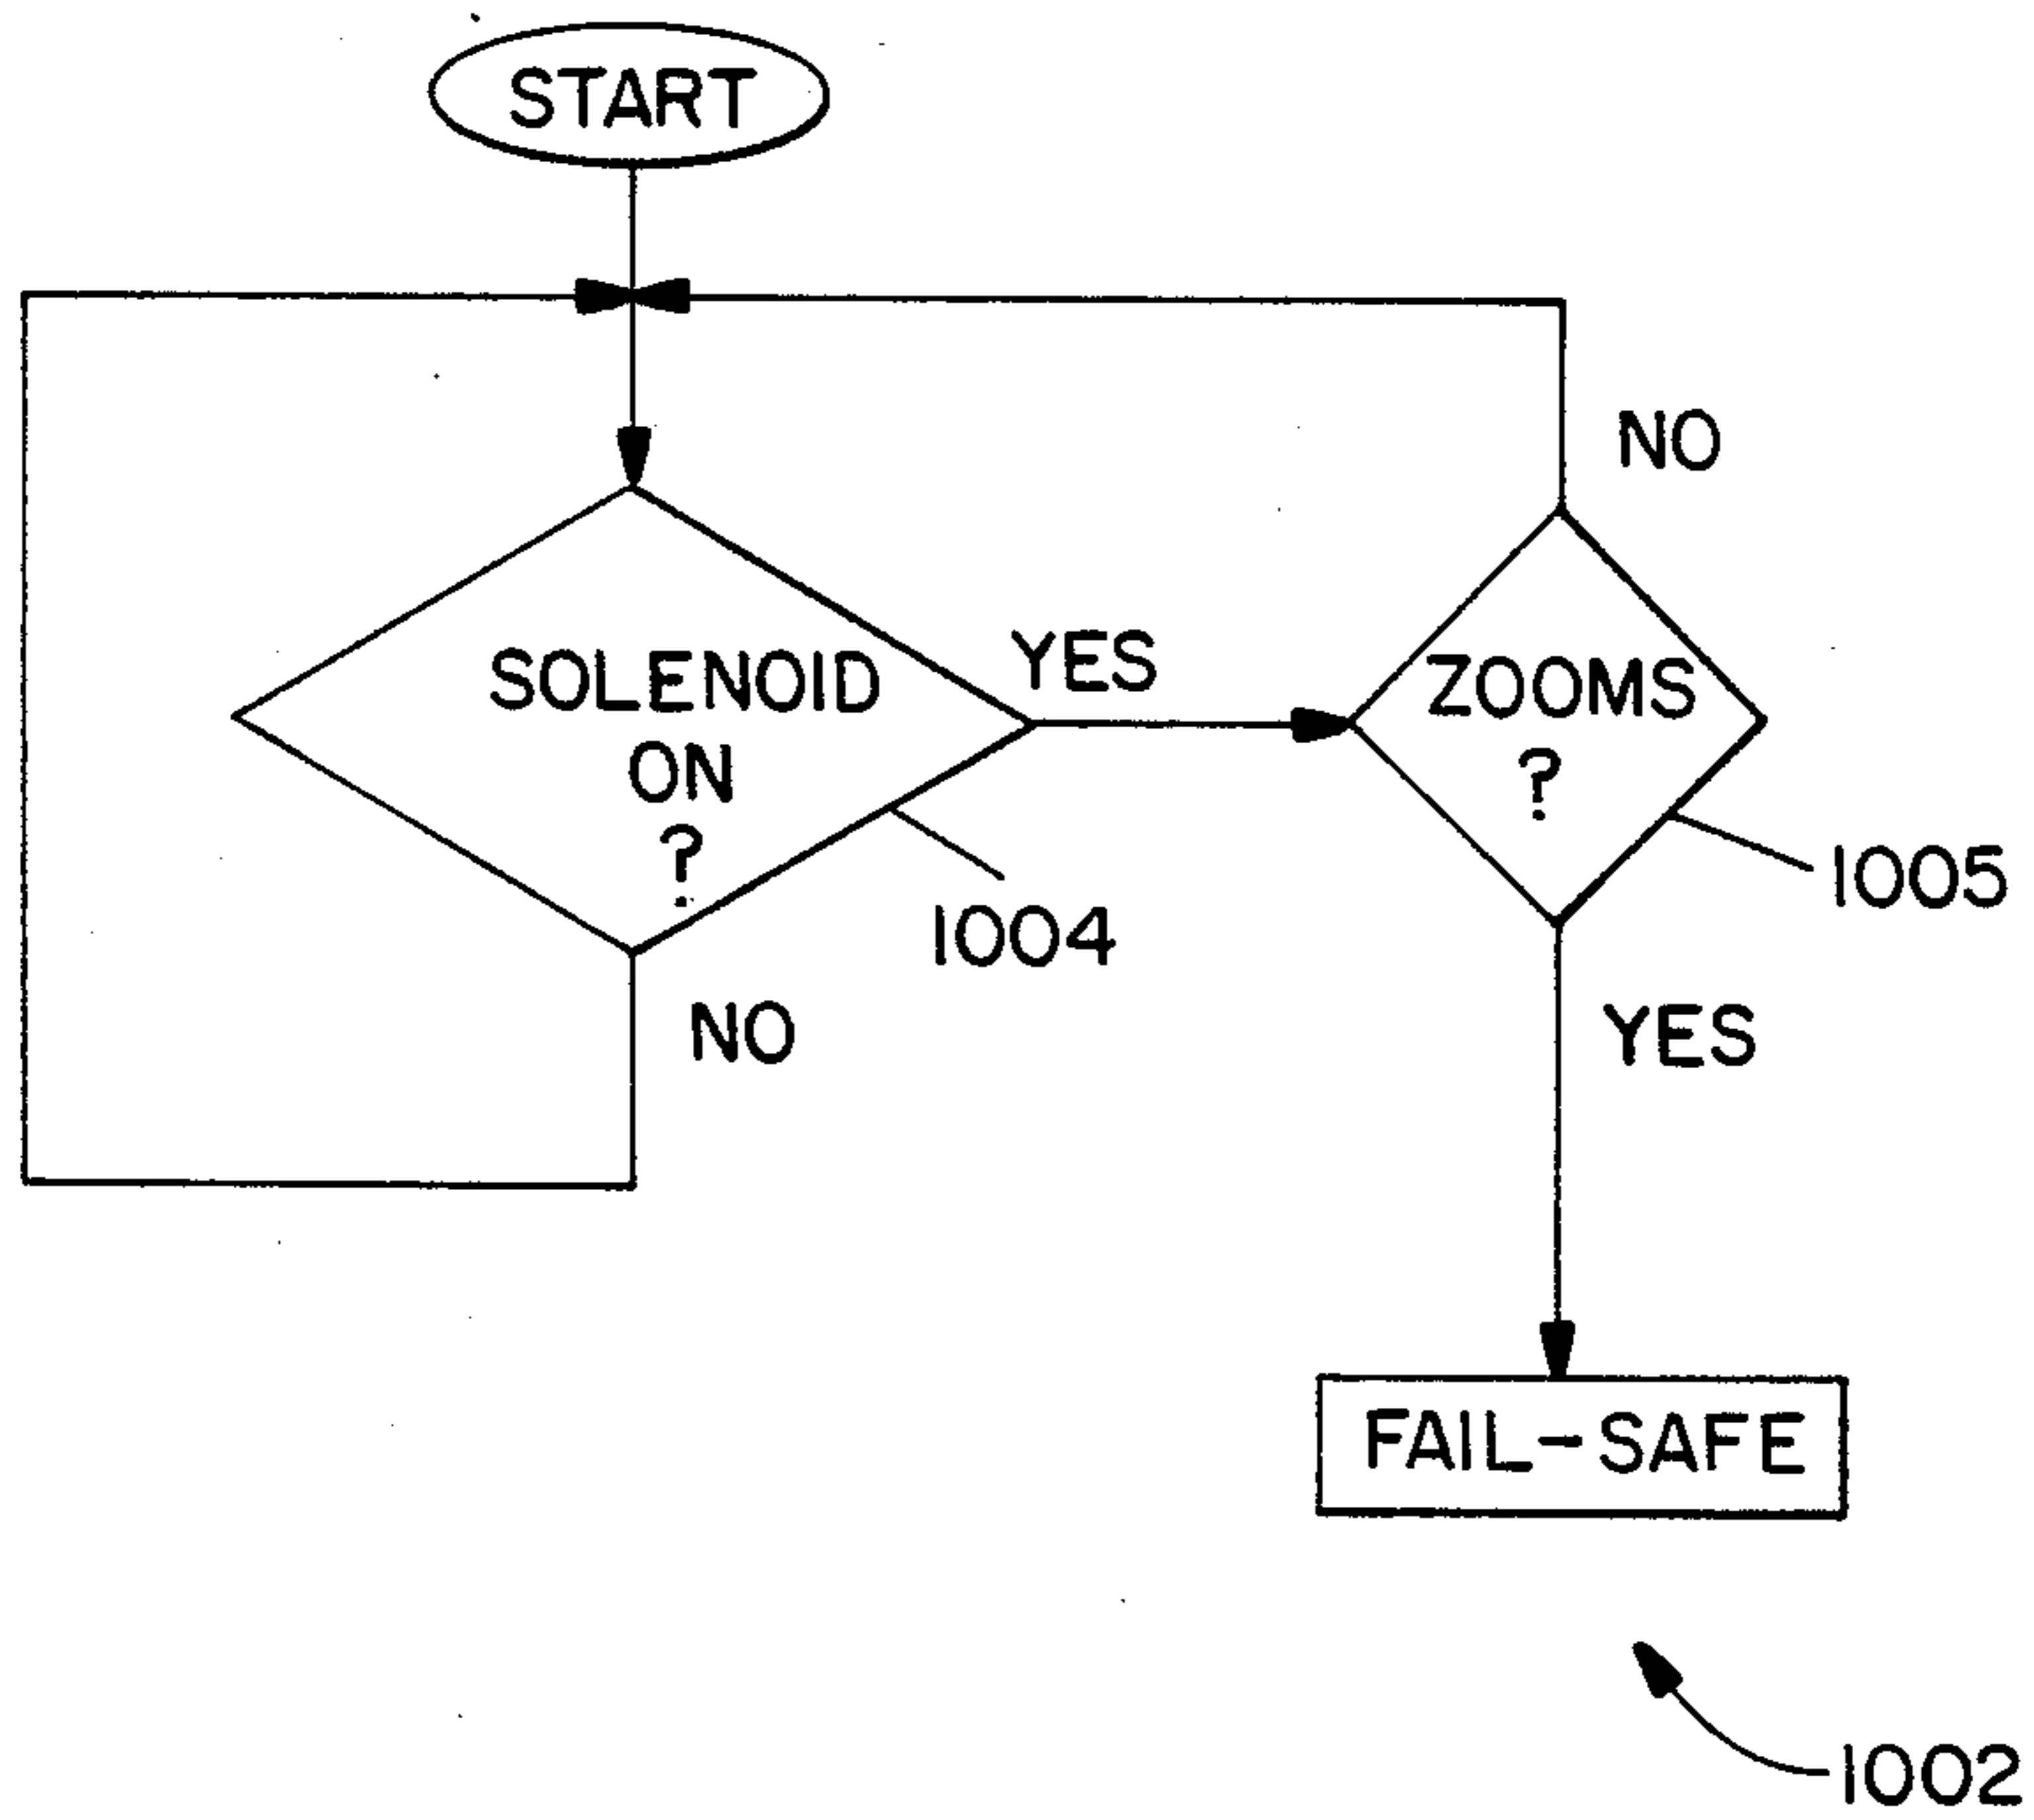 START
NO
SOLENOID
ON
?
YES
ZOOMS
?
1005
1004
NO
YES
FAIL-SAFE
1002